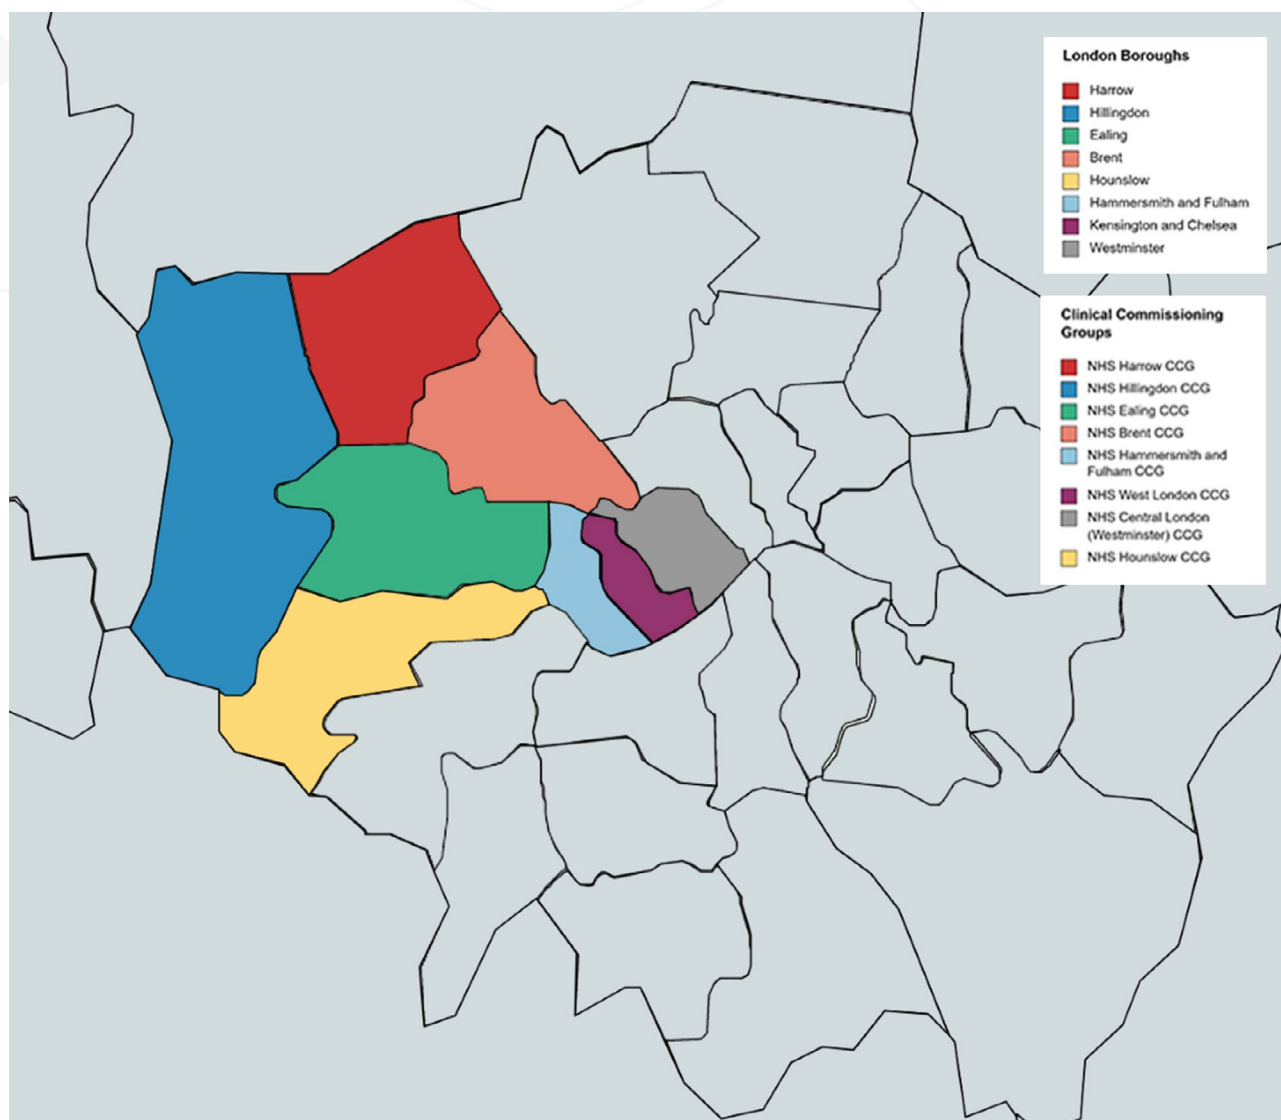 London Boroughs
Harrow
Hillingdon
Ealing
Brent
Hounslow
Hammersmith and Fulham
Kensington and Chelsea
Westminster
Clinical Commissioning
Groups
NHS Harrow CCG
NHS Hillingdon CCG
NHS Ealing CCG
NHS Brent CCG
NHS Hammersmith and
Fulham CCG
NHS West London CCG
NHS Central London
(Westminster) CCG
NHS Hounslow CCG